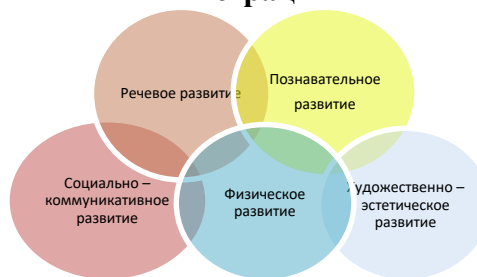 Речевое развитие
Познавательное
развитие
Социально –
коммуникативное
развитие
Физическое
развитие
удожественно –
эстетическое
развитие